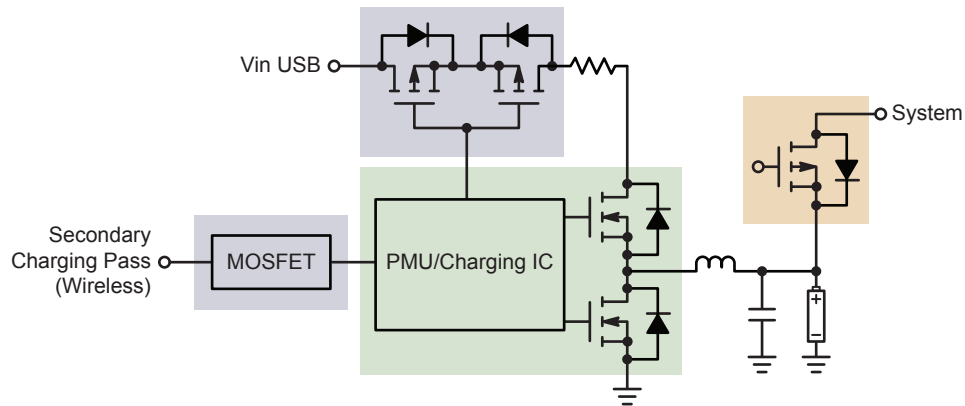 Vin USB
System
Secondary
Charging Pass
(Wireless)
MOSFET
PMU/Charging IC
+
−